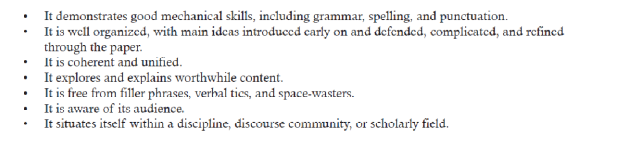 • It demonstrates good mechanical skills, including grammar, spelling, and punctuation.
• It is well organized, with main ideas introduced early on and defended, complicated, and refined
through the paper.
• It is coherent and unified.
• It explores and explains worthwhile content.
• It is free from filler phrases, verbal tics, and space-wasters.
• It is aware of its audience.
• It situates itself within a discipline, discourse community, or scholarly field.